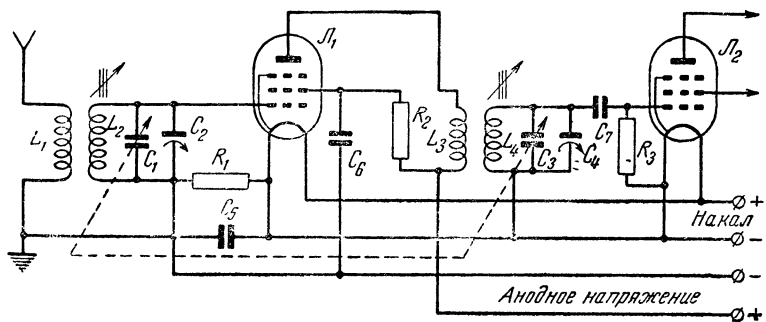 Л₁
Л₂
L₁
L₂
C₁
C₂
R₁
C₅
C₆
R₂
L₃
L₄
C₃
C₄
C₇
R₃
+
Накал
−
−
Анодное напряжение
+